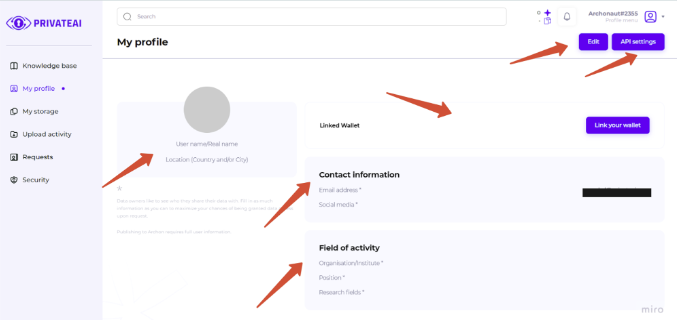 PRIVATEAI
Search
Archonaut#2355
Profile menu
My profile
Edit
API settings
Knowledge base
My profile
My storage
Upload activity
Requests
Security
User name/Real name
Location (Country and/or City)
Linked Wallet
Link your wallet
Contact information
Email address *
Social media *
Field of activity
Organisation/Institute *
Position *
Research fields *
miro